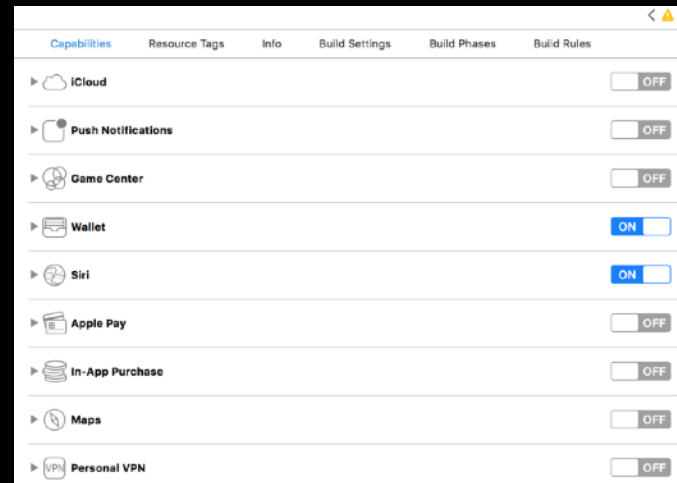 Capabilities Resource Tags Info Build Settings Build Phases Build Rules
iCloud OFF
Push Notifications OFF
Game Center OFF
Wallet ON
Siri ON
Apple Pay OFF
In-App Purchase OFF
Maps OFF
VPN Personal VPN OFF